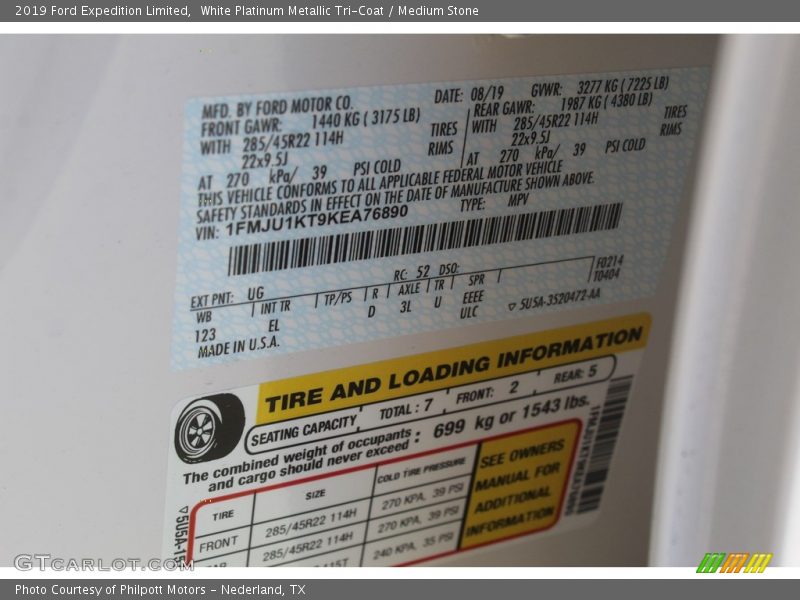 2019 Ford Expedition Limited, White Platinum Metallic Tri-Coat / Medium Stone
MFD. BY FORD MOTOR CO. DATE: 08/19 GVWR: 3277 KG ( 7225 LB)
FRONT GAWR: 1440 KG ( 3175 LB) REAR GAWR: 1987 KG ( 4380 LB)
WITH 285/45R22 114H TIRES WITH 285/45R22 114H TIRES
22x9.5J RIMS 22x9.5J RIMS
AT 270 kPa/ 39 PSI COLD AT 270 kPa/ 39 PSI COLD
THIS VEHICLE CONFORMS TO ALL APPLICABLE FEDERAL MOTOR VEHICLE
SAFETY STANDARDS IN EFFECT ON THE DATE OF MANUFACTURE SHOWN ABOVE.
VIN: 1FMJU1KT9KEA76890 TYPE: MPV
EXT PNT: UG RC: 52 DSO: F0214
WB INT TR TP/PS R AXLE TR SPR T0404
123 EL D 3L U EEEE
ULC ▽ 5U5A-3520472-AA
MADE IN U.S.A.
TIRE AND LOADING INFORMATION
SEATING CAPACITY TOTAL : 7 FRONT: 2 REAR: 5
The combined weight of occupants and cargo should never exceed : 699 kg or 1543 lbs.
TIRE SIZE COLD TIRE PRESSURE
FRONT 285/45R22 114H 270 KPA, 39 PSI
285/45R22 114H 270 KPA, 39 PSI
240 KPA, 35 PSI
SEE OWNERS
MANUAL FOR
ADDITIONAL
INFORMATION
GTCarLot.com
Photo Courtesy of Philpott Motors - Nederland, TX